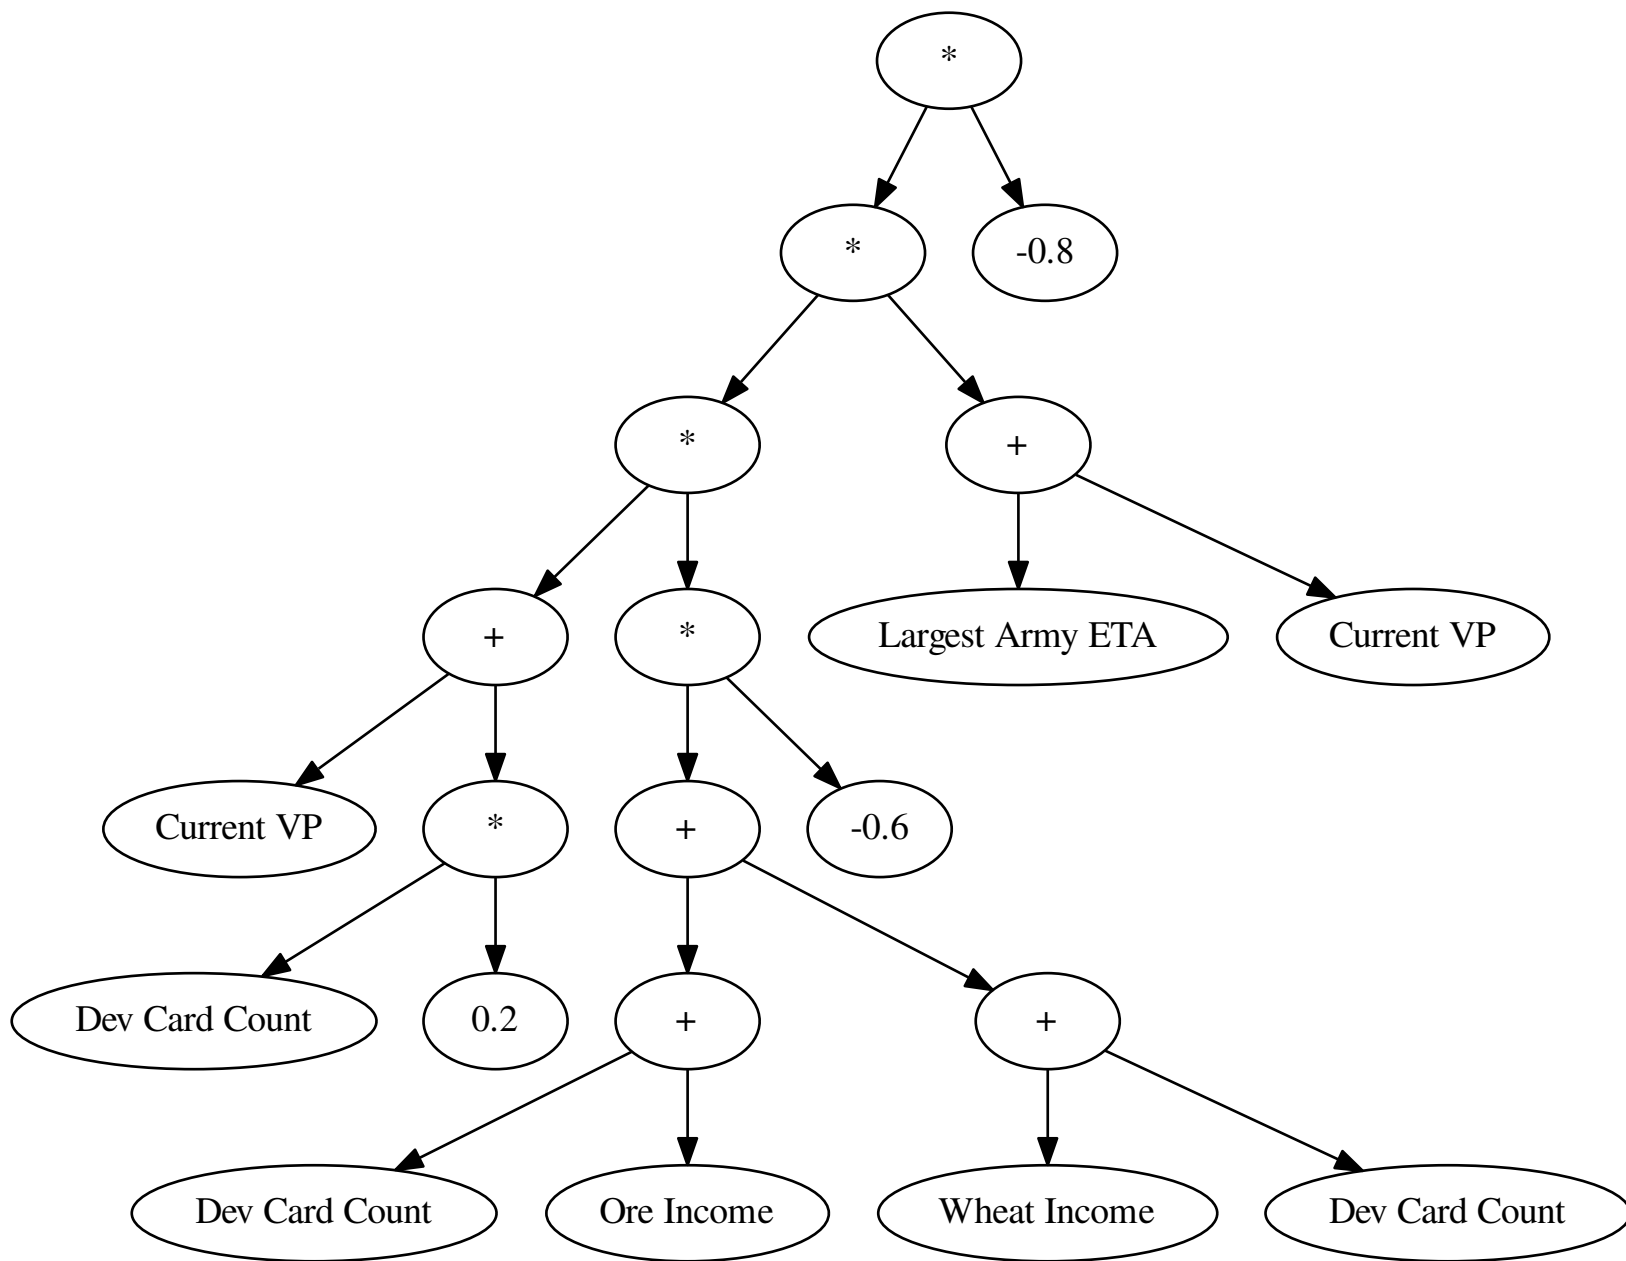 *
*
-0.8
*
+
+
*
Largest Army ETA
Current VP
Current VP
*
+
-0.6
Dev Card Count
0.2
+
+
Dev Card Count
Ore Income
Wheat Income
Dev Card Count